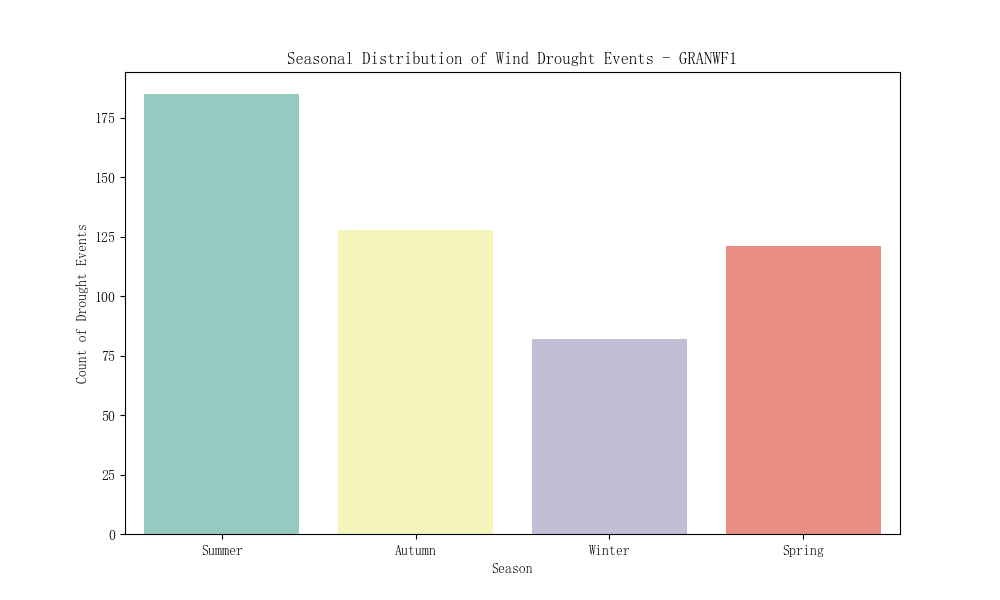 Seasonal Distribution of Wind Drought Events - GRANWF1
175
150
125
100
75
50
25
0
Count of Drought Events
Summer Autumn Winter Spring
Season